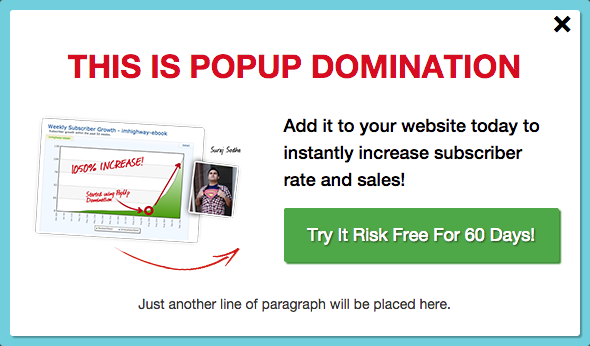 THIS IS POPUP DOMINATION
Weekly Subscriber Growth - imhighway-ebook
1050% INCREASE!
Started using PopUp
Domination
Suraj Sodha
Add it to your website today to
instantly increase subscriber
rate and sales!
Try It Risk Free For 60 Days!
Just another line of paragraph will be placed here.